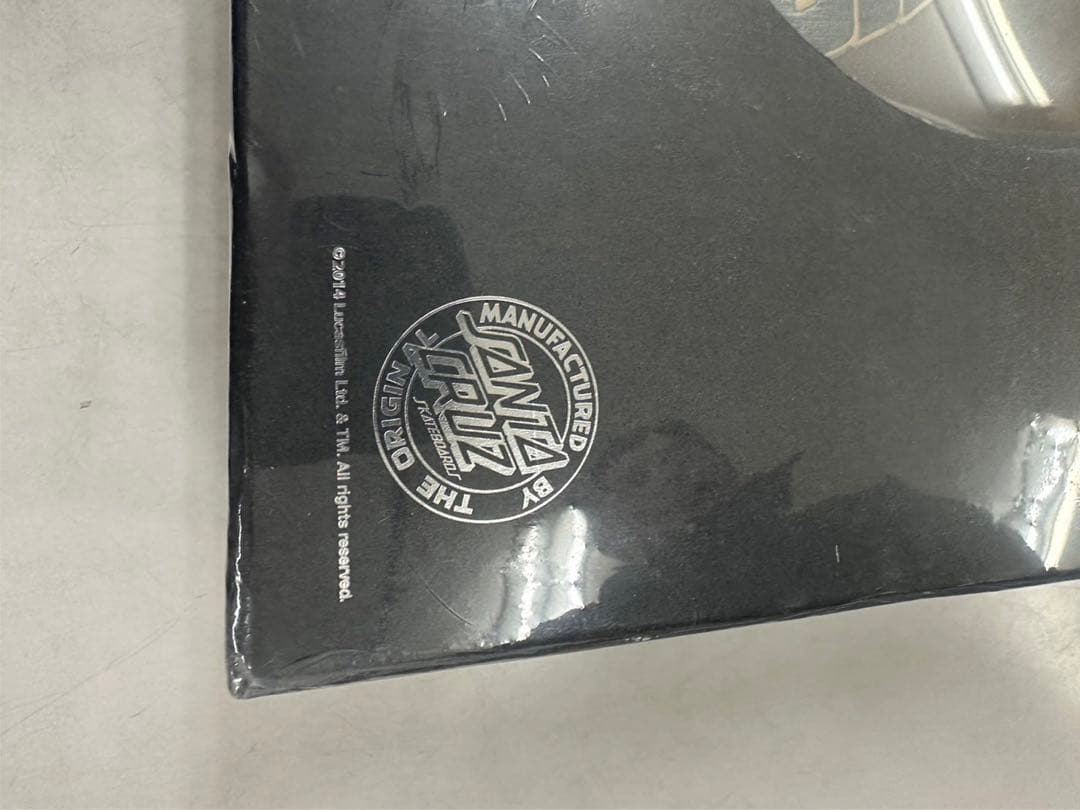 MANUFACTURED BY THE ORIGINAL
SANTA
CRUZ
SKATEBOARDS
© 2014 Lucasfilm Ltd. & TM. All rights reserved.